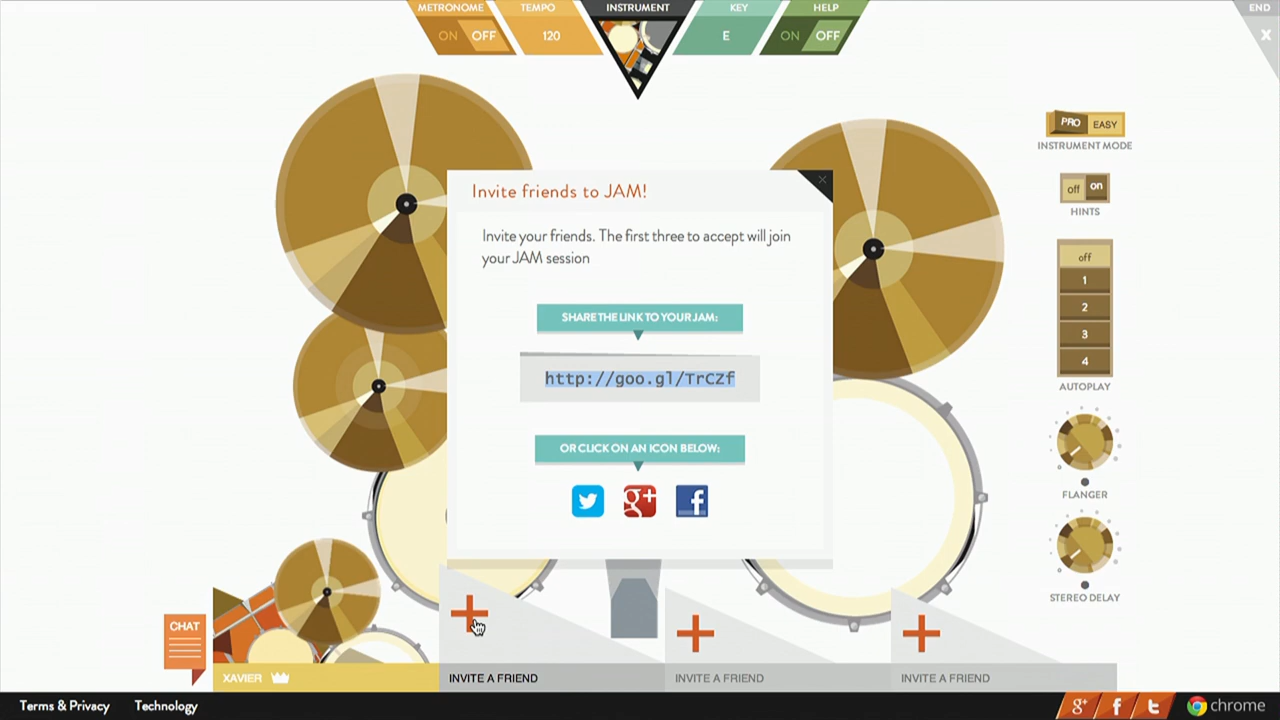 METRONOME
ON OFF
TEMPO
120
INSTRUMENT
KEY
E
HELP
ON OFF
END
X
PRO EASY
INSTRUMENT MODE
off on
HINTS
off
1
2
3
4
AUTOPLAY
FLANGER
STEREO DELAY
Invite friends to JAM!
Invite your friends. The first three to accept will join
your JAM session
SHARE THE LINK TO YOUR JAM:
http://goo.gl/TrCZf
OR CLICK ON AN ICON BELOW:
g+ f
CHAT
XAVIER
INVITE A FRIEND
INVITE A FRIEND
INVITE A FRIEND
Terms & Privacy
Technology
g+ f
chrome